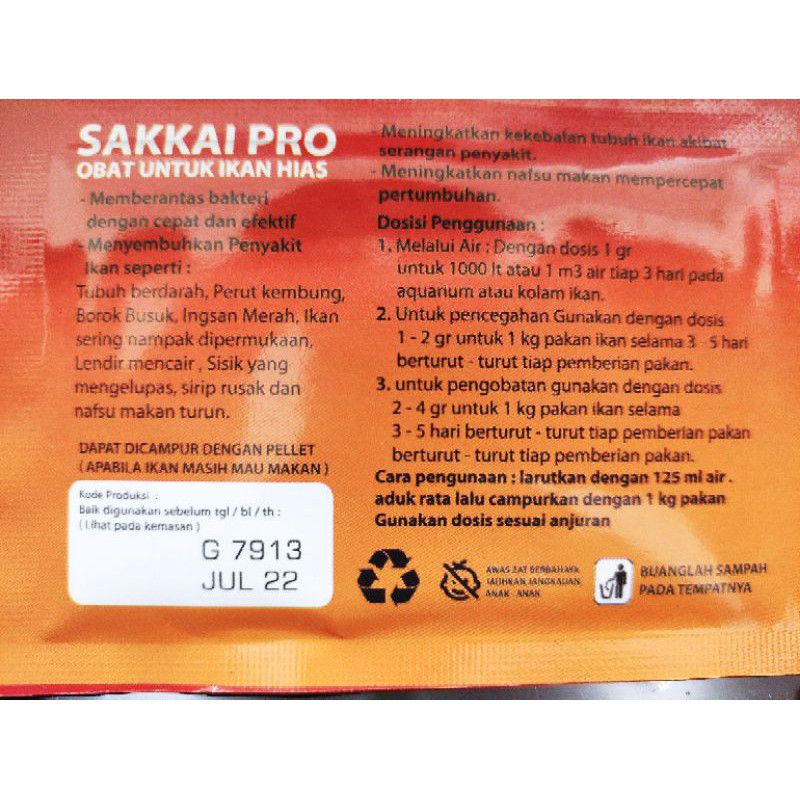 SAKKAI PRO
OBAT UNTUK IKAN HIAS
- Memberantas bakteri
dengan cepat dan efektif
- Menyembuhkan Penyakit
Ikan seperti :
Tubuh berdarah, Perut kembung,
Borok Busuk, Ingsan Merah, Ikan
sering nampak dipermukaan,
Lendir mencair , Sisik yang
mengelupas, sirip rusak dan
nafsu makan turun.
DAPAT DICAMPUR DENGAN PELLET
( APABILA IKAN MASIH MAU MAKAN )
Kode Produksi :
Baik digunakan sebelum tgl / bl / th :
( Lihat pada kemasan )
G 7913
JUL 22
- Meningkatkan kekebalan tubuh ikan akibat
serangan penyakit.
- Meningkatkan nafsu makan mempercepat
pertumbuhan.
Dosisi Penggunaan :
1. Melalui Air : Dengan dosis 1 gr
untuk 1000 lt atau 1 m3 air tiap 3 hari pada
aquarium atau kolam ikan.
2. Untuk pencegahan Gunakan dengan dosis
1 - 2 gr untuk 1 kg pakan ikan selama 3 - 5 hari
berturut - turut tiap pemberian pakan.
3. untuk pengobatan gunakan dengan dosis
2 - 4 gr untuk 1 kg pakan ikan selama
3 - 5 hari berturut - turut tiap pemberian pakan
berturut - turut tiap pemberian pakan.
Cara pengunaan : larutkan dengan 125 ml air .
aduk rata lalu campurkan dengan 1 kg pakan
Gunakan dosis sesuai anjuran
AWAS ZAT BERBAHAYA
JAUHKAN JANGKAUAN
ANAK - ANAK
BUANGLAH SAMPAH
PADA TEMPATNYA